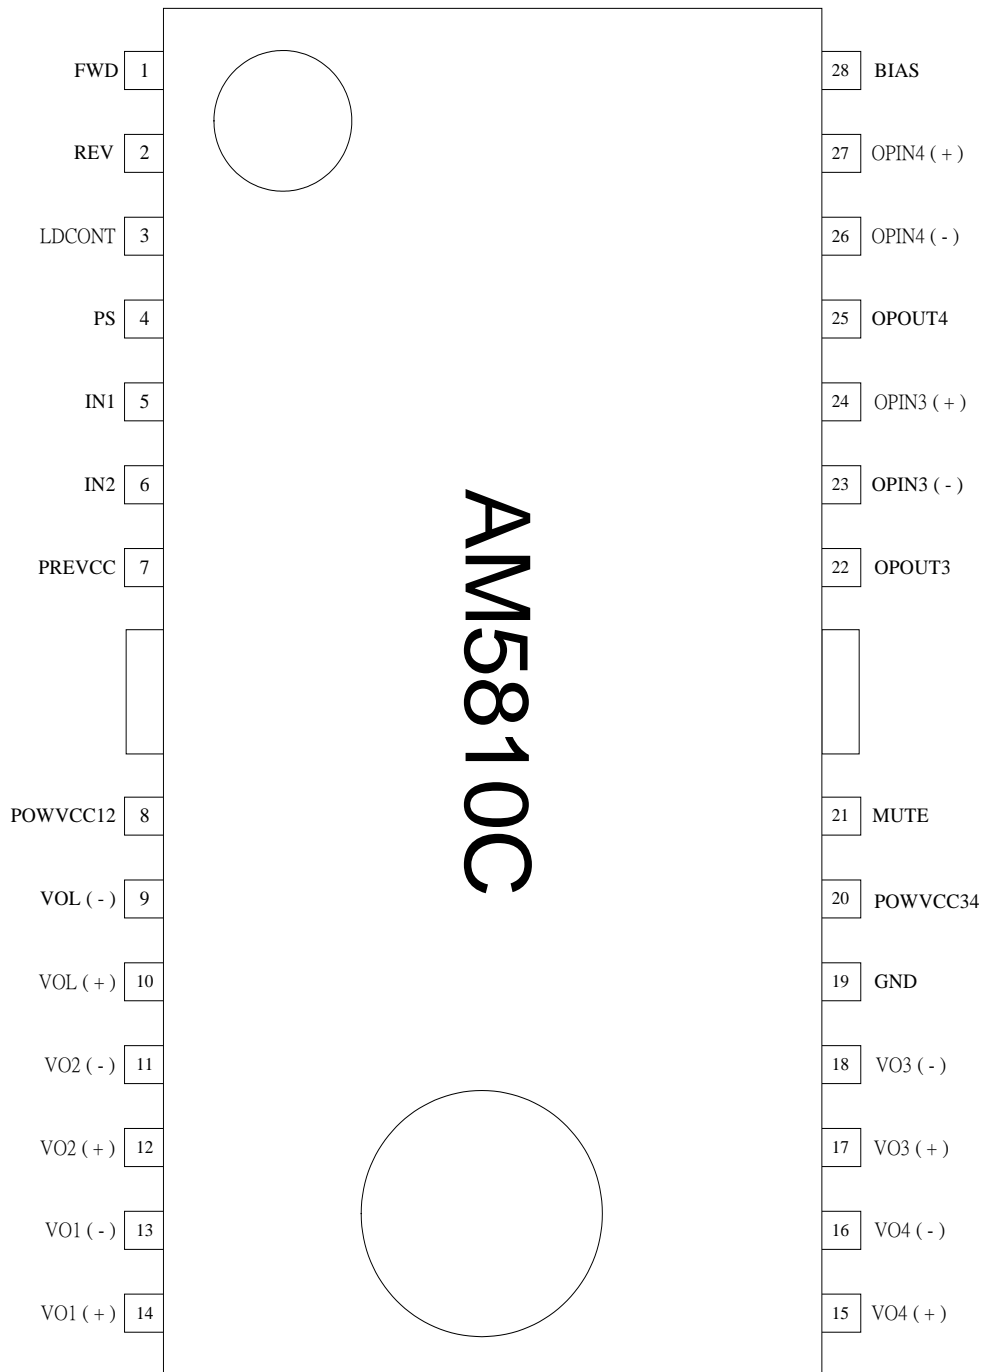 FWD 1
REV 2
LDCONT 3
PS 4
IN1 5
IN2 6
PREVCC 7
POWVCC12 8
VOL ( - ) 9
VOL ( + ) 10
VO2 ( - ) 11
VO2 ( + ) 12
VO1 ( - ) 13
VO1 ( + ) 14
AM5810C
28 BIAS
27 OPIN4 ( + )
26 OPIN4 ( - )
25 OPOUT4
24 OPIN3 ( + )
23 OPIN3 ( - )
22 OPOUT3
21 MUTE
20 POWVCC34
19 GND
18 VO3 ( - )
17 VO3 ( + )
16 VO4 ( - )
15 VO4 ( + )